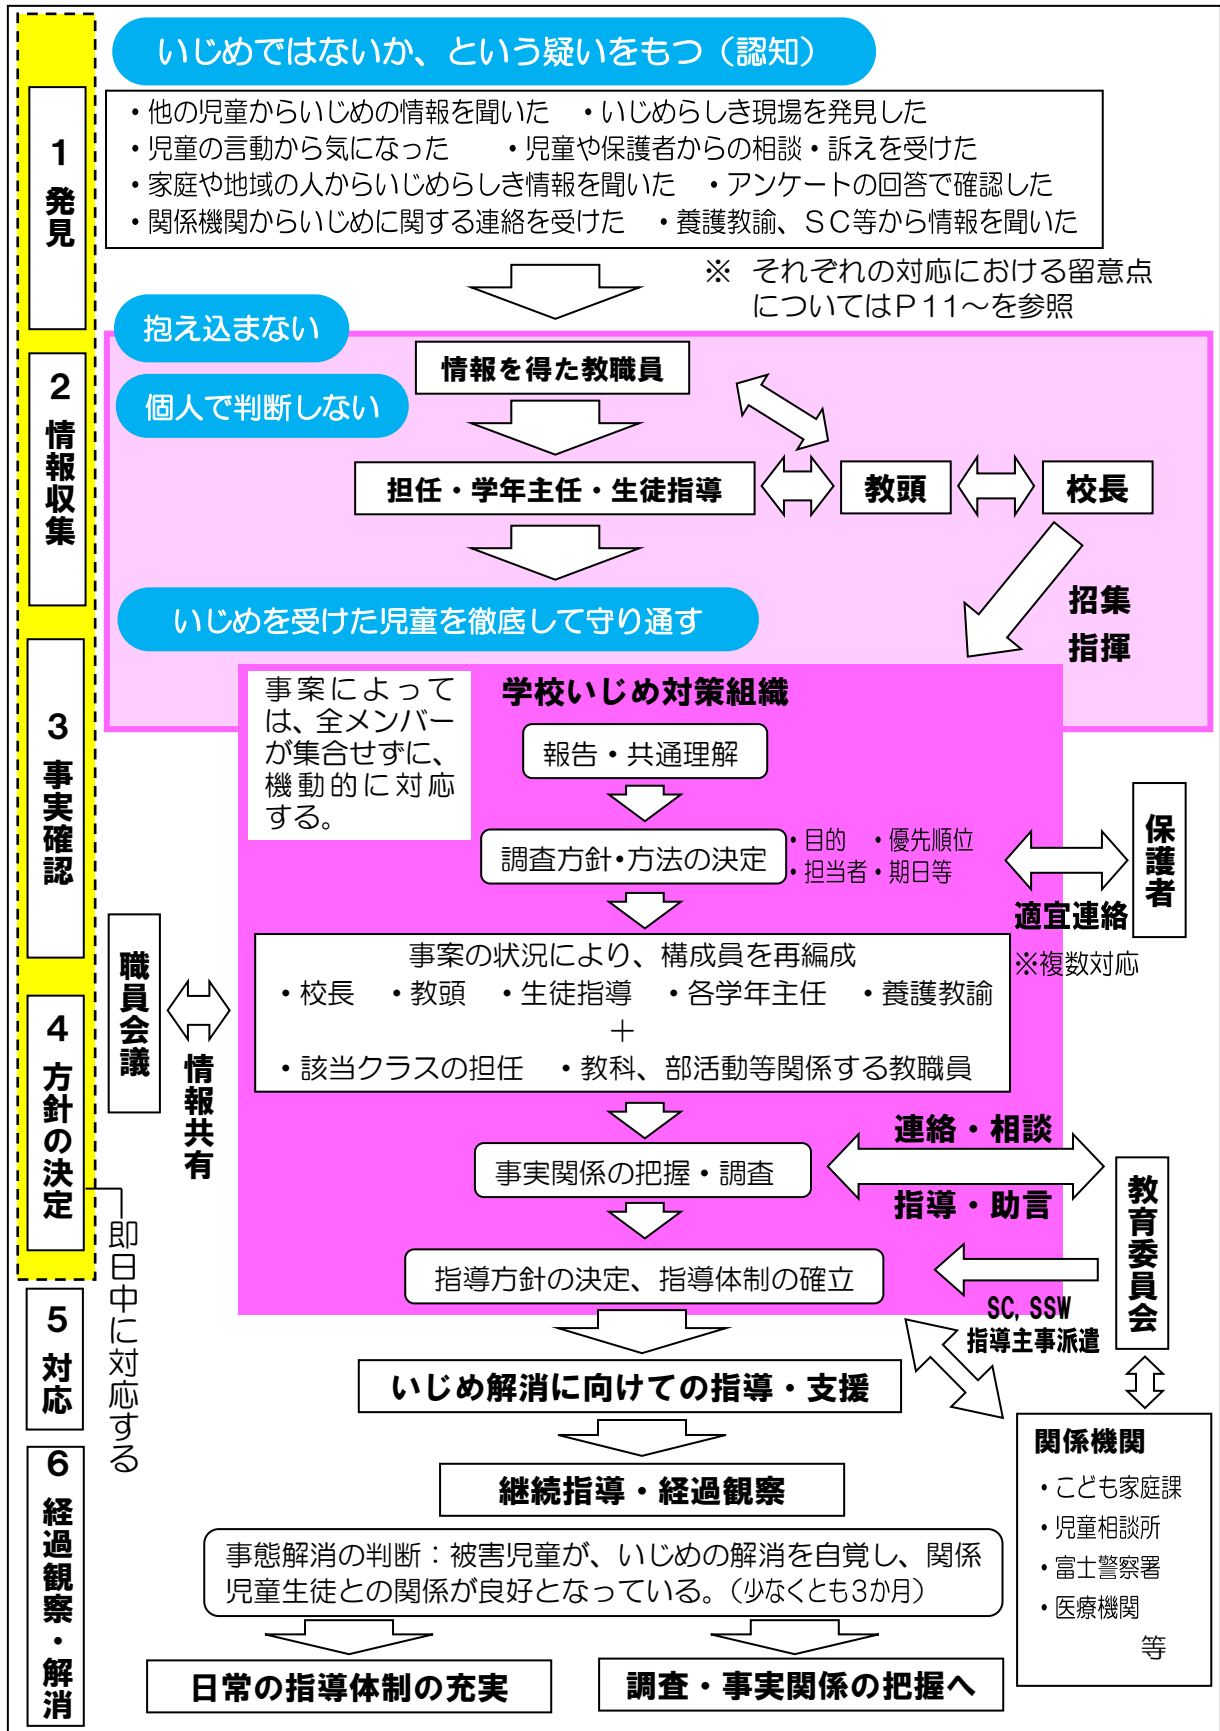 いじめではないか、という疑いをもつ（認知）
1 発見
・他の児童からいじめの情報を聞いた　・いじめらしき現場を発見した
・児童の言動から気になった　・児童や保護者からの相談・訴えを受けた
・家庭や地域の人からいじめらしき情報を聞いた　・アンケートの回答で確認した
・関係機関からいじめに関する連絡を受けた　・養護教諭、ＳＣ等から情報を聞いた
※　それぞれの対応における留意点
についてはＰ11～を参照
抱え込まない
2 情報収集
情報を得た教職員
個人で判断しない
担任・学年主任・生徒指導
教頭
校長
招集
指揮
いじめを受けた児童を徹底して守り通す
3 事実確認
事案によって
は、全メンバー
が集合せずに、
機動的に対応
する。
学校いじめ対策組織
報告・共通理解
調査方針・方法の決定
・目的　・優先順位
・担当者・期日等
保護者
適宜連絡
※複数対応
職員会議
情報共有
事案の状況により、構成員を再編成
・校長　・教頭　・生徒指導　・各学年主任　・養護教諭
＋
・該当クラスの担任　・教科、部活動等関係する教職員
4 方針の決定
即日中に対応する
連絡・相談
事実関係の把握・調査
指導・助言
教育委員会
指導方針の決定、指導体制の確立
SC, SSW
指導主事派遣
5 対応
いじめ解消に向けての指導・支援
関係機関
・こども家庭課
・児童相談所
・富士警察署
・医療機関
等
6 経過観察・解消
継続指導・経過観察
事態解消の判断：被害児童が、いじめの解消を自覚し、関係
児童生徒との関係が良好となっている。（少なくとも3か月）
日常の指導体制の充実
調査・事実関係の把握へ